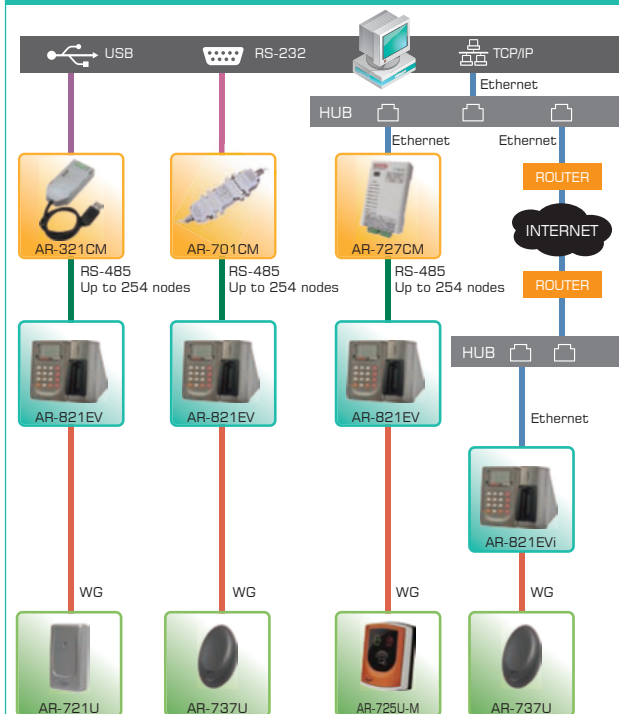 USB
RS-232
TCP/IP
Ethernet
HUB
Ethernet
Ethernet
ROUTER
INTERNET
ROUTER
AR-321CM
AR-701CM
AR-727CM
RS-485
Up to 254 nodes
RS-485
Up to 254 nodes
RS-485
Up to 254 nodes
HUB
AR-821EV
AR-821EV
AR-821EV
Ethernet
AR-821EVi
WG
WG
WG
WG
AR-721U
AR-737U
AR-725U-M
AR-737U